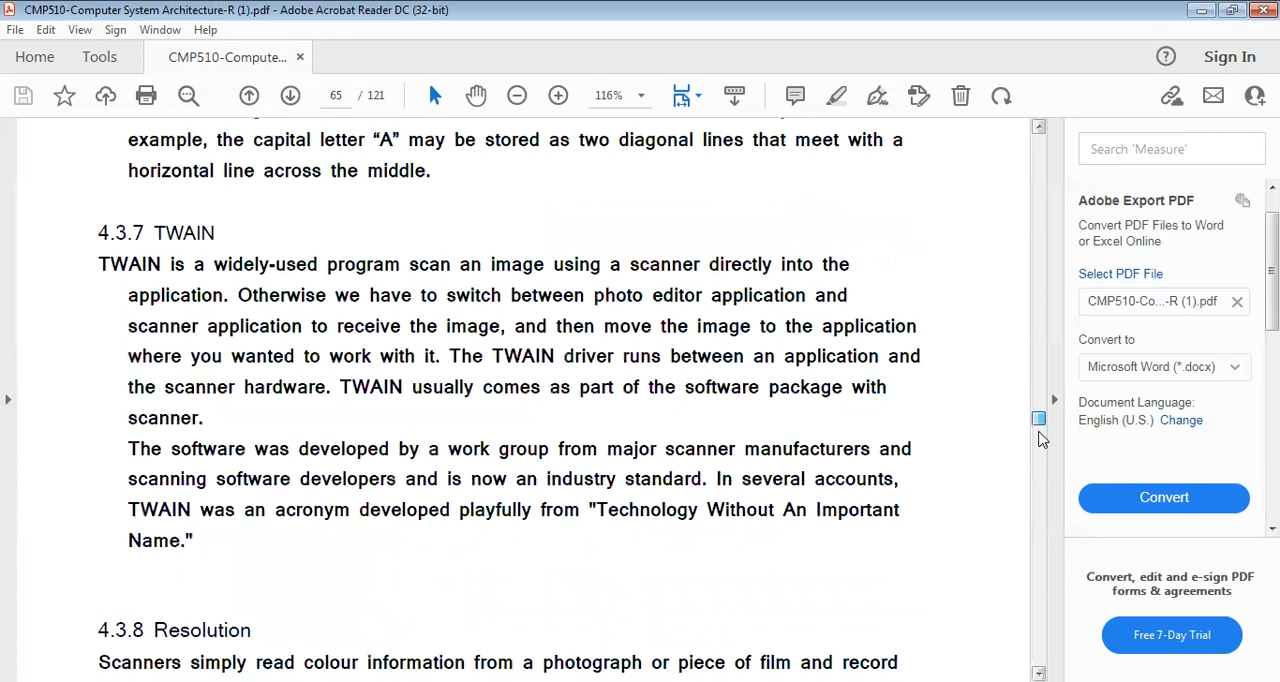 CMP510-Computer System Architecture-R (1).pdf - Adobe Acrobat Reader DC (32-bit)
File Edit View Sign Window Help
Home Tools CMP510-Compute... × Sign In
65 / 121 116%
example, the capital letter “A” may be stored as two diagonal lines that meet with a
horizontal line across the middle.
4.3.7 TWAIN
TWAIN is a widely-used program scan an image using a scanner directly into the
application. Otherwise we have to switch between photo editor application and
scanner application to receive the image, and then move the image to the application
where you wanted to work with it. The TWAIN driver runs between an application and
the scanner hardware. TWAIN usually comes as part of the software package with
scanner.
The software was developed by a work group from major scanner manufacturers and
scanning software developers and is now an industry standard. In several accounts,
TWAIN was an acronym developed playfully from "Technology Without An Important
Name."
4.3.8 Resolution
Scanners simply read colour information from a photograph or piece of film and record
Search 'Measure'
Adobe Export PDF
Convert PDF Files to Word
or Excel Online
Select PDF File
CMP510-Co...-R (1).pdf
Convert to
Microsoft Word (*.docx)
Document Language:
English (U.S.) Change
Convert
Convert, edit and e-sign PDF
forms & agreements
Free 7-Day Trial